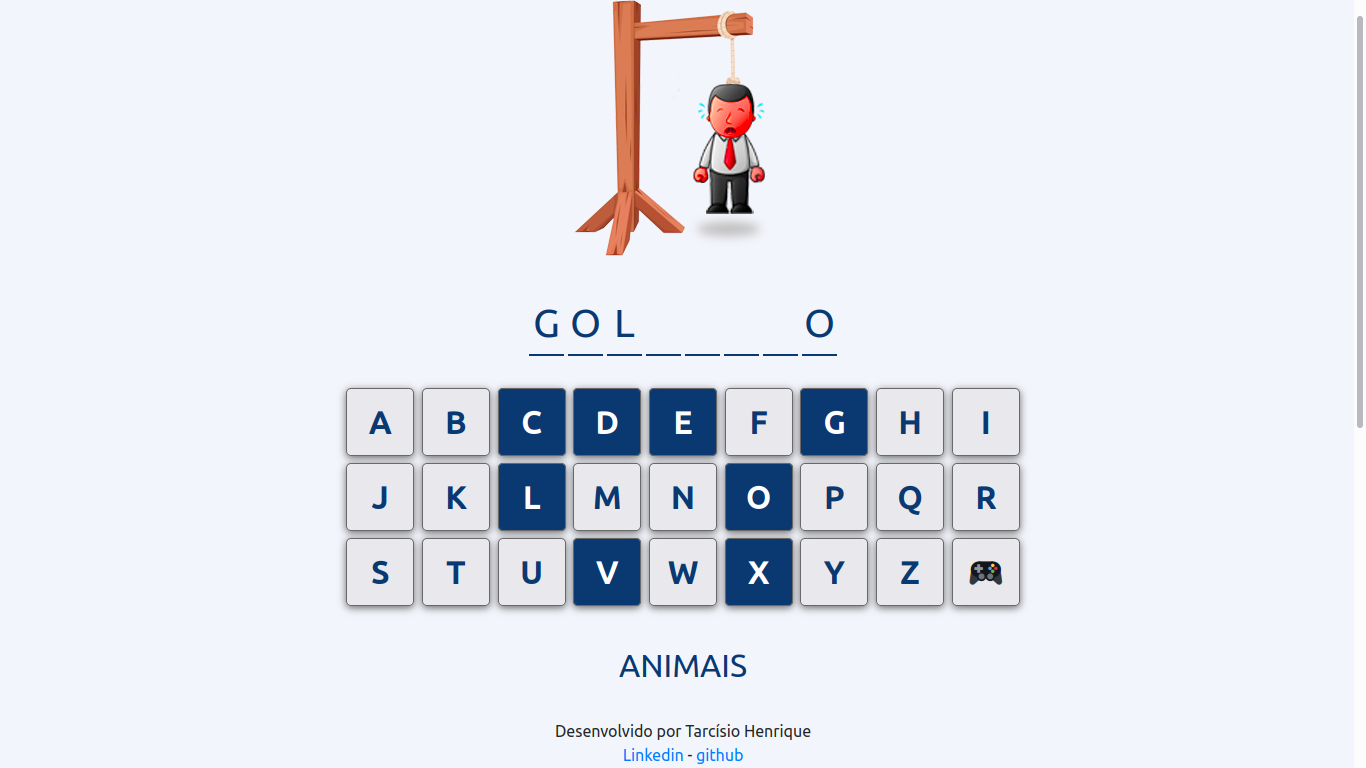 G O L _ _ _ _ O
A B C D E F G H I
J K L M N O P Q R
S T U V W X Y Z
ANIMAIS
Desenvolvido por Tarcísio Henrique
Linkedin - github